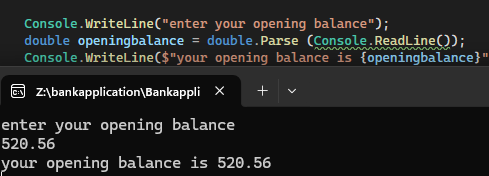 Console.WriteLine("enter your opening balance");
double openingbalance = double.Parse (Console.ReadLine());
Console.WriteLine($"your opening balance is {openingbalance}"
Z:\bankapplication\Bankappli
enter your opening balance
520.56
your opening balance is 520.56